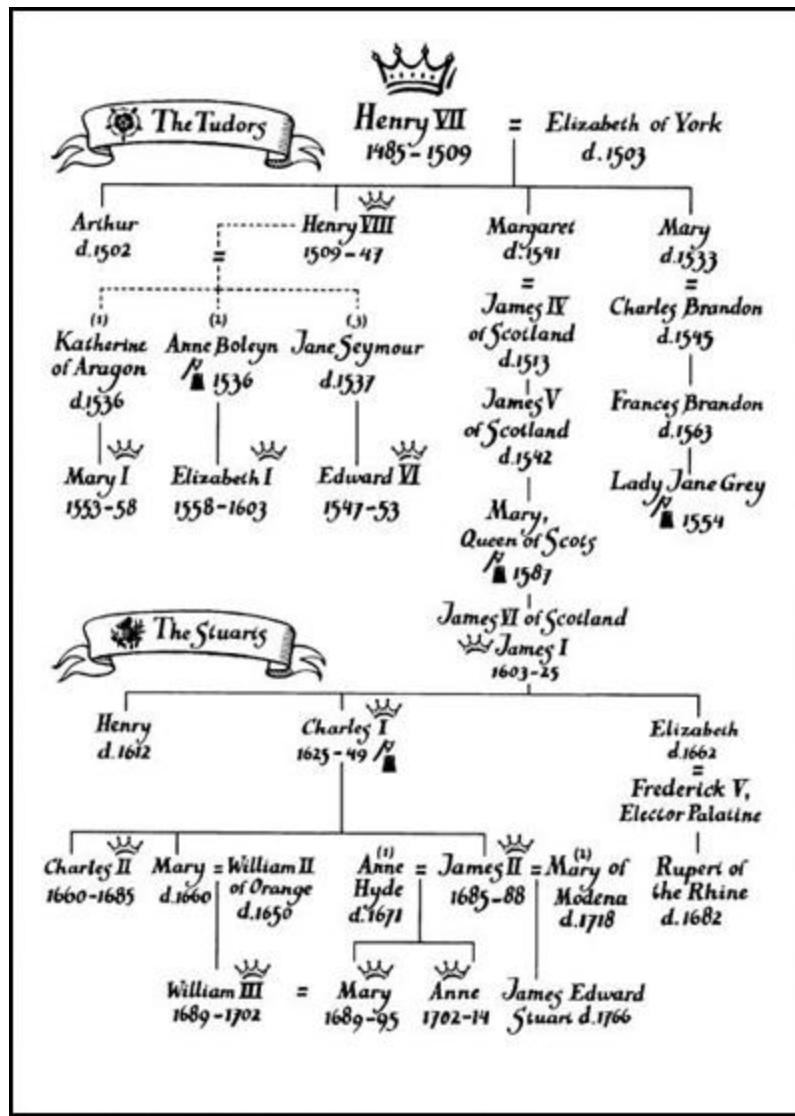 The Tudors
Henry VII = Elizabeth of York
1485-1509 d.1503
Arthur Henry VIII Margaret Mary
d.1502 1509-47 d.1541 d.1533
= = =
(1) (2) (3)
Katherine Anne Boleyn Jane Seymour James IV Charles Brandon
of Aragon 1536 d.1537 of Scotland d.1545
d.1536 d.1513
James V Frances Brandon
of Scotland d.1563
d.1542
Mary I Elizabeth I Edward VI Lady Jane Grey
1553-58 1558-1603 1547-53 1554
Mary,
Queen of Scots
1587
The Stuarts
James VI of Scotland
James I
1603-25
Henry Charles I Elizabeth
d.1612 1625-49 d.1662
=
Frederick V,
Elector Palatine
(1) (2)
Charles II Mary = William II Anne = James II = Mary of Rupert of
1660-1685 d.1660 of Orange Hyde 1685-88 Modena the Rhine
d.1650 d.1671 d.1718 d.1682
William III = Mary Anne James Edward
1689-1702 1689-95 1702-14 Stuart d.1766